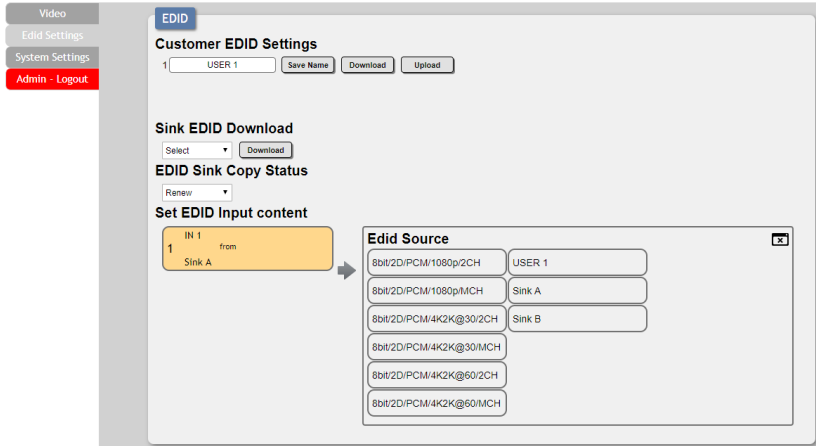 Video
Edid Settings
System Settings
Admin - Logout
EDID
Customer EDID Settings
1 USER 1 Save Name Download Upload
Sink EDID Download
Select Download
EDID Sink Copy Status
Renew
Set EDID Input content
IN 1
1 from
Sink A
Edid Source x
8bit/2D/PCM/1080p/2CH USER 1
8bit/2D/PCM/1080p/MCH Sink A
8bit/2D/PCM/4K2K@30/2CH Sink B
8bit/2D/PCM/4K2K@30/MCH
8bit/2D/PCM/4K2K@60/2CH
8bit/2D/PCM/4K2K@60/MCH